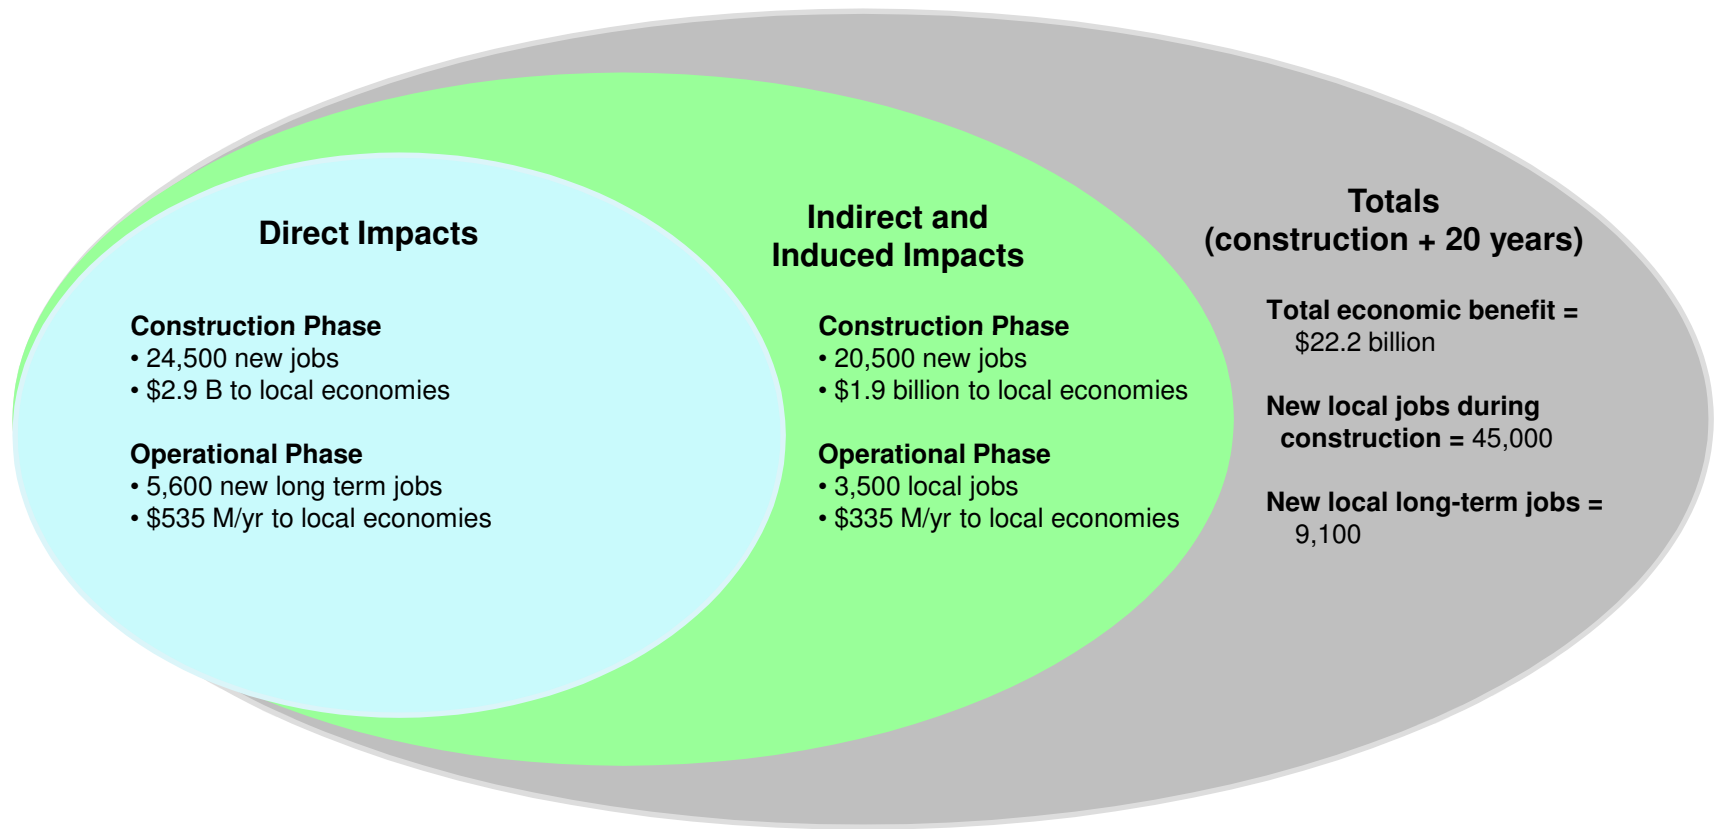 Direct Impacts
Construction Phase
• 24,500 new jobs
• $2.9 B to local economies
Operational Phase
• 5,600 new long term jobs
• $535 M/yr to local economies
Indirect and
Induced Impacts
Construction Phase
• 20,500 new jobs
• $1.9 billion to local economies
Operational Phase
• 3,500 local jobs
• $335 M/yr to local economies
Totals
(construction + 20 years)
Total economic benefit =
$22.2 billion
New local jobs during
construction = 45,000
New local long-term jobs =
9,100